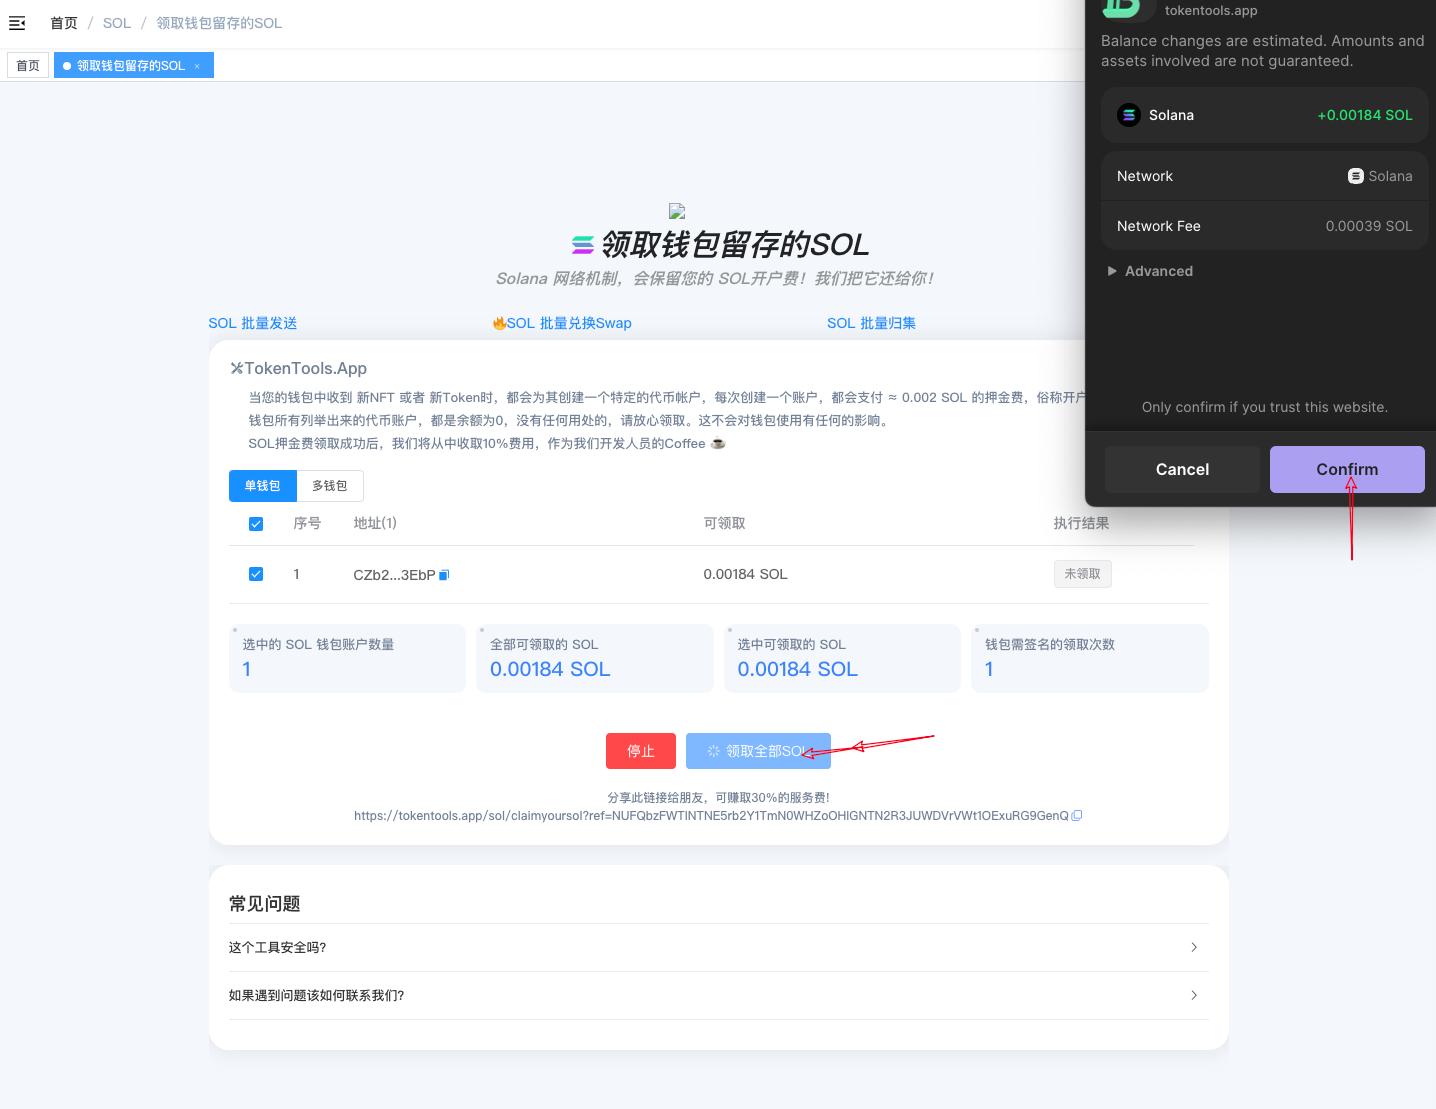 首页 / SOL / 领取钱包留存的SOL
首页
领取钱包留存的SOL ×
tokentools.app
Balance changes are estimated. Amounts and
assets involved are not guaranteed.
Solana +0.00184 SOL
Network Solana
Network Fee 0.00039 SOL
Advanced
Only confirm if you trust this website.
Cancel Confirm
领取钱包留存的SOL
Solana 网络机制，会保留您的 SOL开户费！我们把它还给你！
SOL 批量发送 SOL 批量兑换Swap SOL 批量归集
TokenTools.App
当您的钱包中收到 新NFT 或者 新Token时，都会为其创建一个特定的代币帐户，每次创建一个账户，都会支付 ≈ 0.002 SOL 的押金费，俗称开户
钱包所有列举出来的代币账户，都是余额为0，没有任何用处的，请放心领取。这不会对钱包使用有任何的影响。
SOL押金费领取成功后，我们将从中收取10%费用，作为我们开发人员的Coffee ☕
单钱包 多钱包
序号 地址(1) 可领取 执行结果
1 CZb2...3EbP 0.00184 SOL 未领取
选中的 SOL 钱包账户数量 全部可领取的 SOL 选中可领取的 SOL 钱包需签名的领取次数
1 0.00184 SOL 0.00184 SOL 1
停止 领取全部SOL
分享此链接给朋友，可赚取30%的服务费!
https://tokentools.app/sol/claimyoursol?ref=NUFQbzFWTlNTNE5rb2Y1TmN0WHZoOHlGNTN2R3JUWDVrVWt1OExuRG9GenQ
常见问题
这个工具安全吗?
如果遇到问题该如何联系我们?